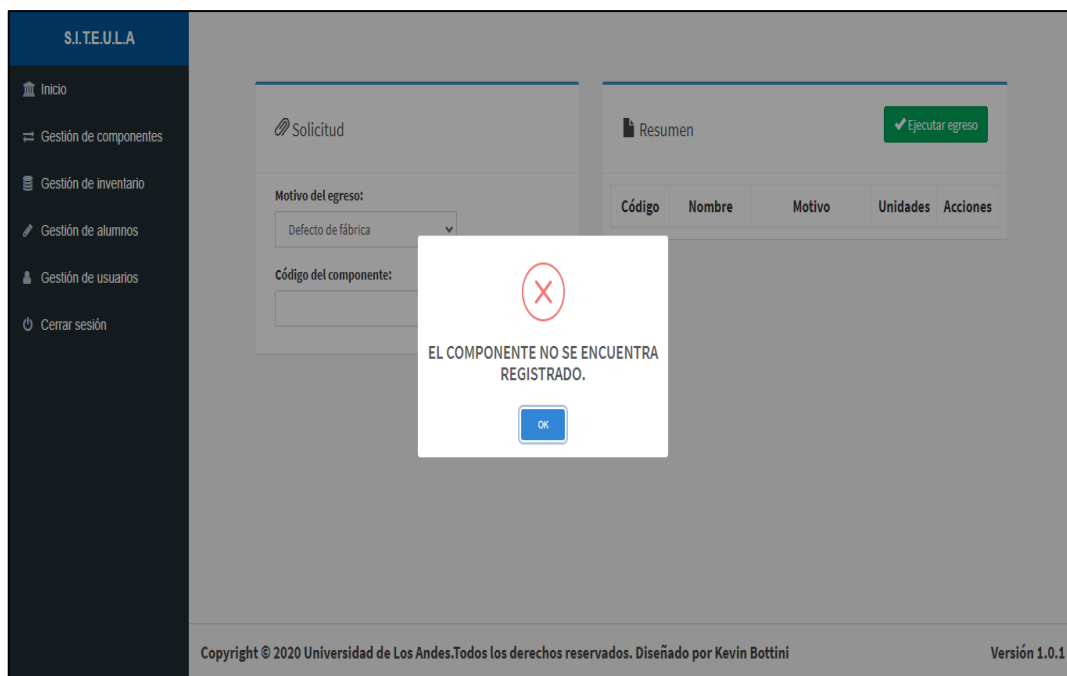 S.I.T.E.U.L.A
Inicio
Gestión de componentes
Gestión de inventario
Gestión de alumnos
Gestión de usuarios
Cerrar sesión
Solicitud
Motivo del egreso:
Defecto de fábrica
Código del componente:
Resumen
Ejecutar egreso
Código Nombre Motivo Unidades Acciones
EL COMPONENTE NO SE ENCUENTRA
REGISTRADO.
OK
Copyright © 2020 Universidad de Los Andes.Todos los derechos reservados. Diseñado por Kevin Bottini
Versión 1.0.1